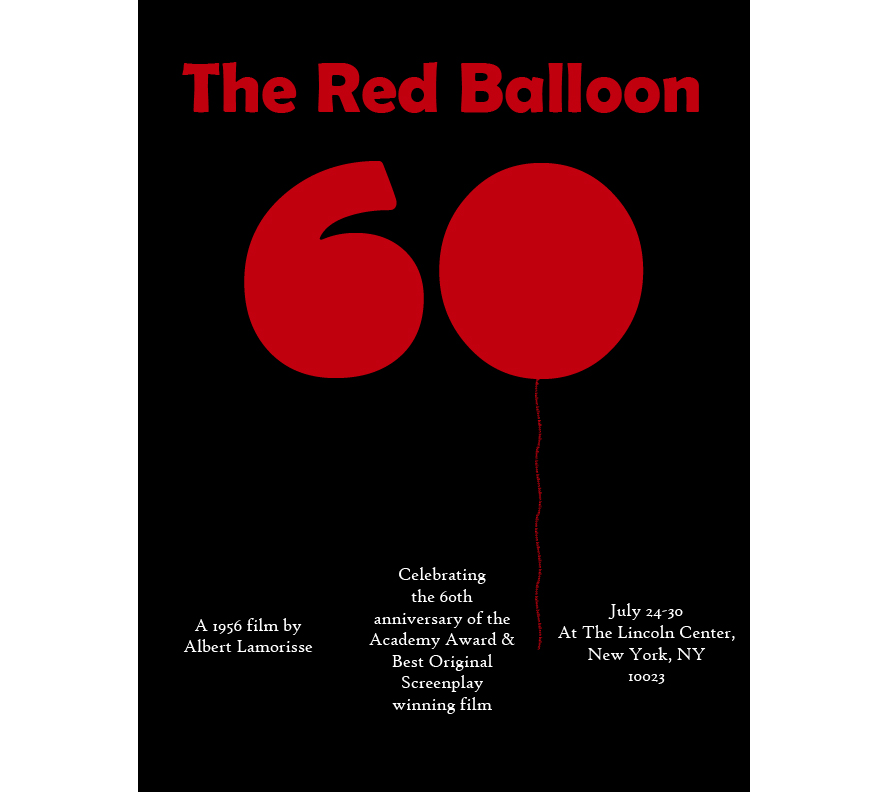 The Red Balloon
60
A 1956 film by
Albert Lamorisse
Celebrating
the 60th
anniversary of the
Academy Award &
Best Original
Screenplay
winning film
July 24-30
At The Lincoln Center,
New York, NY
10023